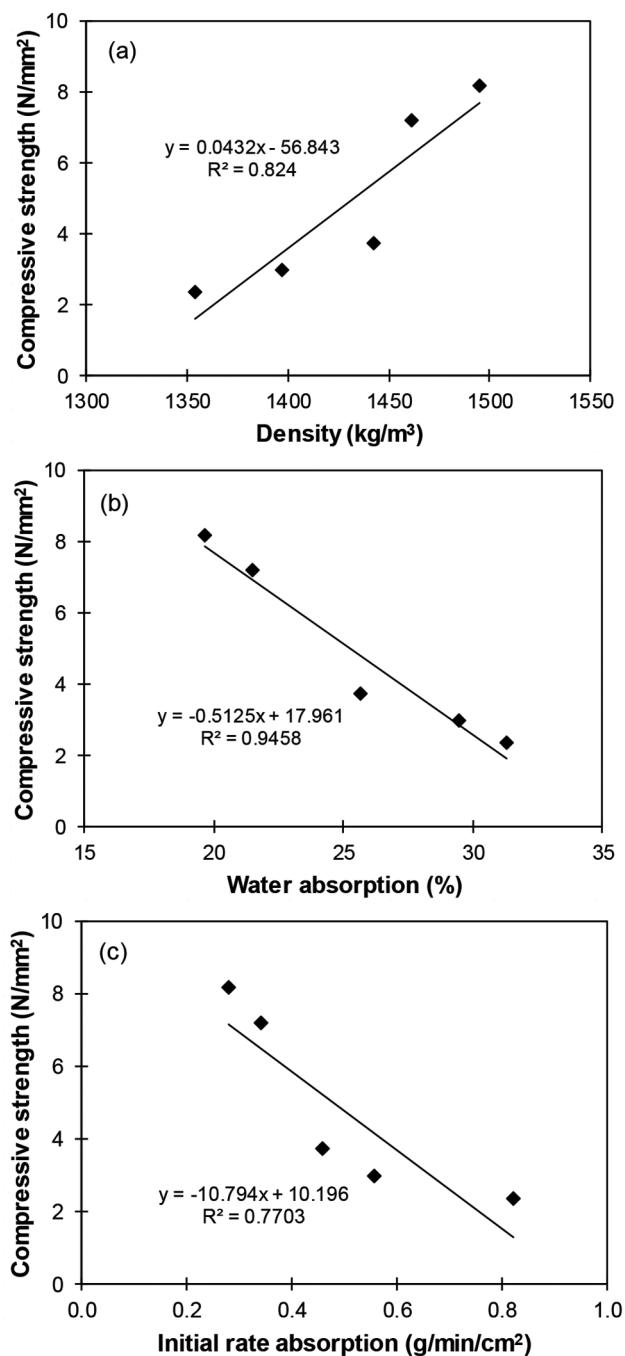 (a)
Compressive strength (N/mm²)
10
8
6
4
2
0
y = 0.0432x - 56.843
R² = 0.824
1300 1350 1400 1450 1500 1550
Density (kg/m³)
(b)
Compressive strength (N/mm²)
10
8
6
4
2
0
y = -0.5125x + 17.961
R² = 0.9458
15 20 25 30 35
Water absorption (%)
(c)
Compressive strength (N/mm²)
10
8
6
4
2
0
y = -10.794x + 10.196
R² = 0.7703
0.0 0.2 0.4 0.6 0.8 1.0
Initial rate absorption (g/min/cm²)